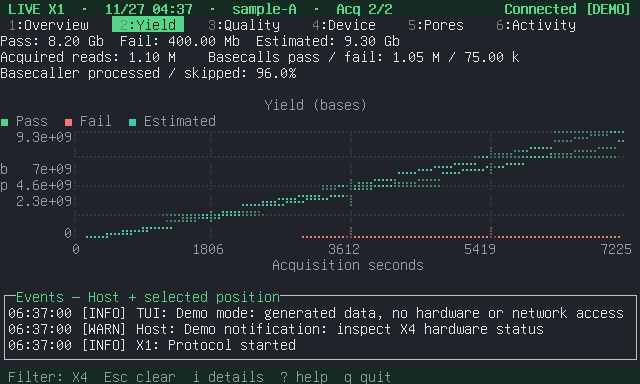 LIVE X1 · 11/27 04:37 · sample-A · Acq 2/2 Connected [DEMO]
1:Overview 2:Yield 3:Quality 4:Device 5:Pores 6:Activity
Pass: 8.20 Gb Fail: 400.00 Mb Estimated: 9.30 Gb
Acquired reads: 1.10 M Basecalls pass / fail: 1.05 M / 75.00 k
Basecaller processed / skipped: 96.0%
Yield (bases)
Pass Fail Estimated
9.3e+09
b 7e+09
p 4.6e+09
2.3e+09
0
0 1806 3612 5419 7225
Acquisition seconds
Events — Host + selected position
06:37:00 [INFO] TUI: Demo mode: generated data, no hardware or network access
06:37:00 [WARN] Host: Demo notification: inspect X4 hardware status
06:37:00 [INFO] X1: Protocol started
Filter: X4 Esc clear i details ? help q quit